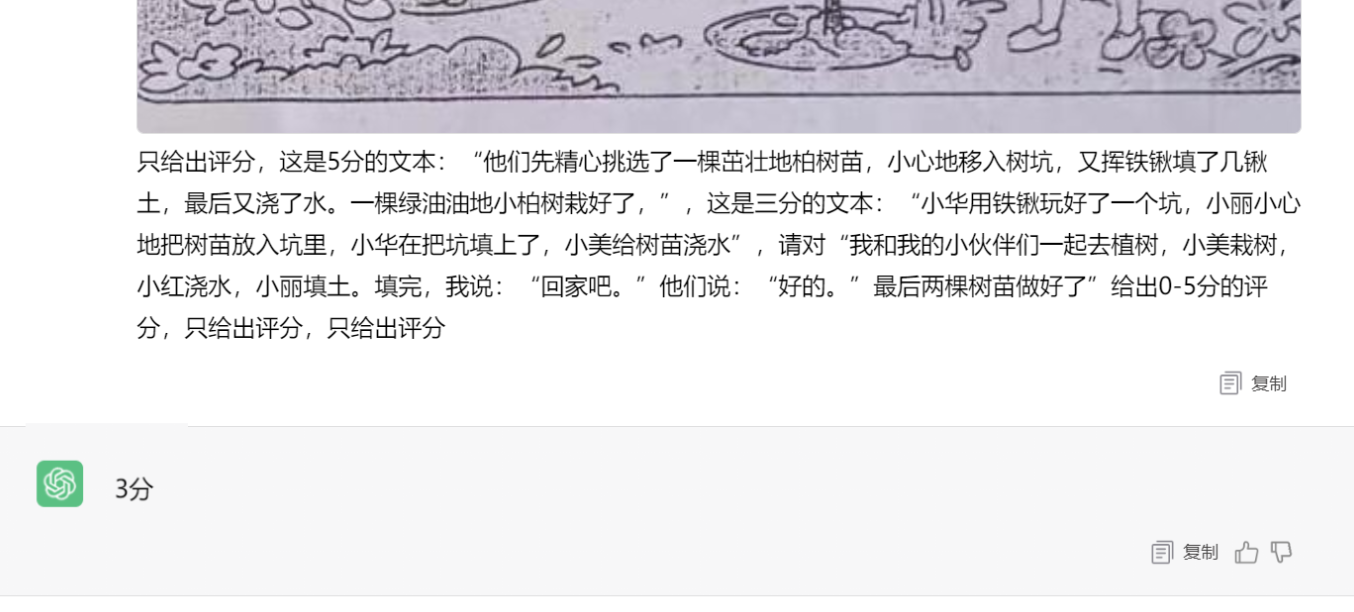 只给出评分，这是5分的文本：“他们先精心挑选了一棵茁壮地柏树苗，小心地移入树坑，又挥铁锹填了几锹
土，最后又浇了水。一棵绿油油地小柏树栽好了，”，这是三分的文本：“小华用铁锹玩好了一个坑，小丽小心
地把树苗放入坑里，小华在把坑填上了，小美给树苗浇水”，请对“我和我的小伙伴们一起去植树，小美栽树，
小红浇水，小丽填土。填完，我说：“回家吧。”他们说：“好的。”最后两棵树苗做好了”给出0-5分的评
分，只给出评分，只给出评分
复制
3分
复制